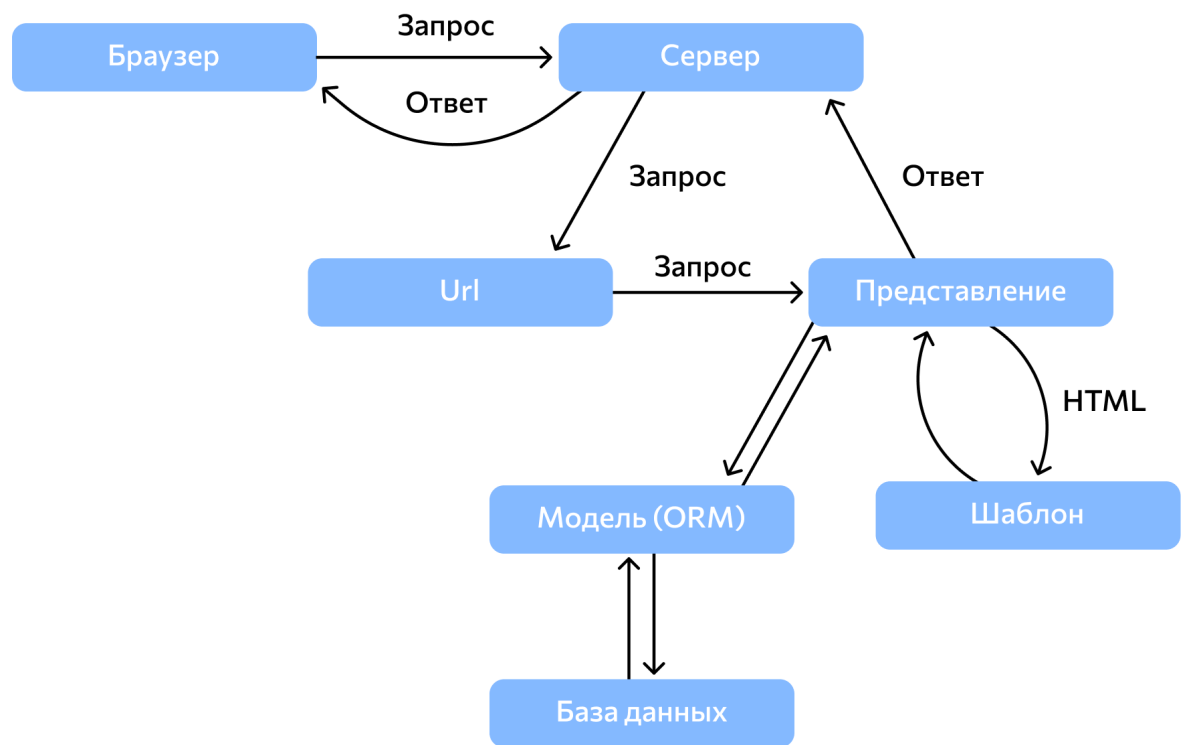 Запрос
Браузер
Сервер
Ответ
Запрос
Ответ
Запрос
Url
Представление
HTML
Модель (ORM)
Шаблон
База данных